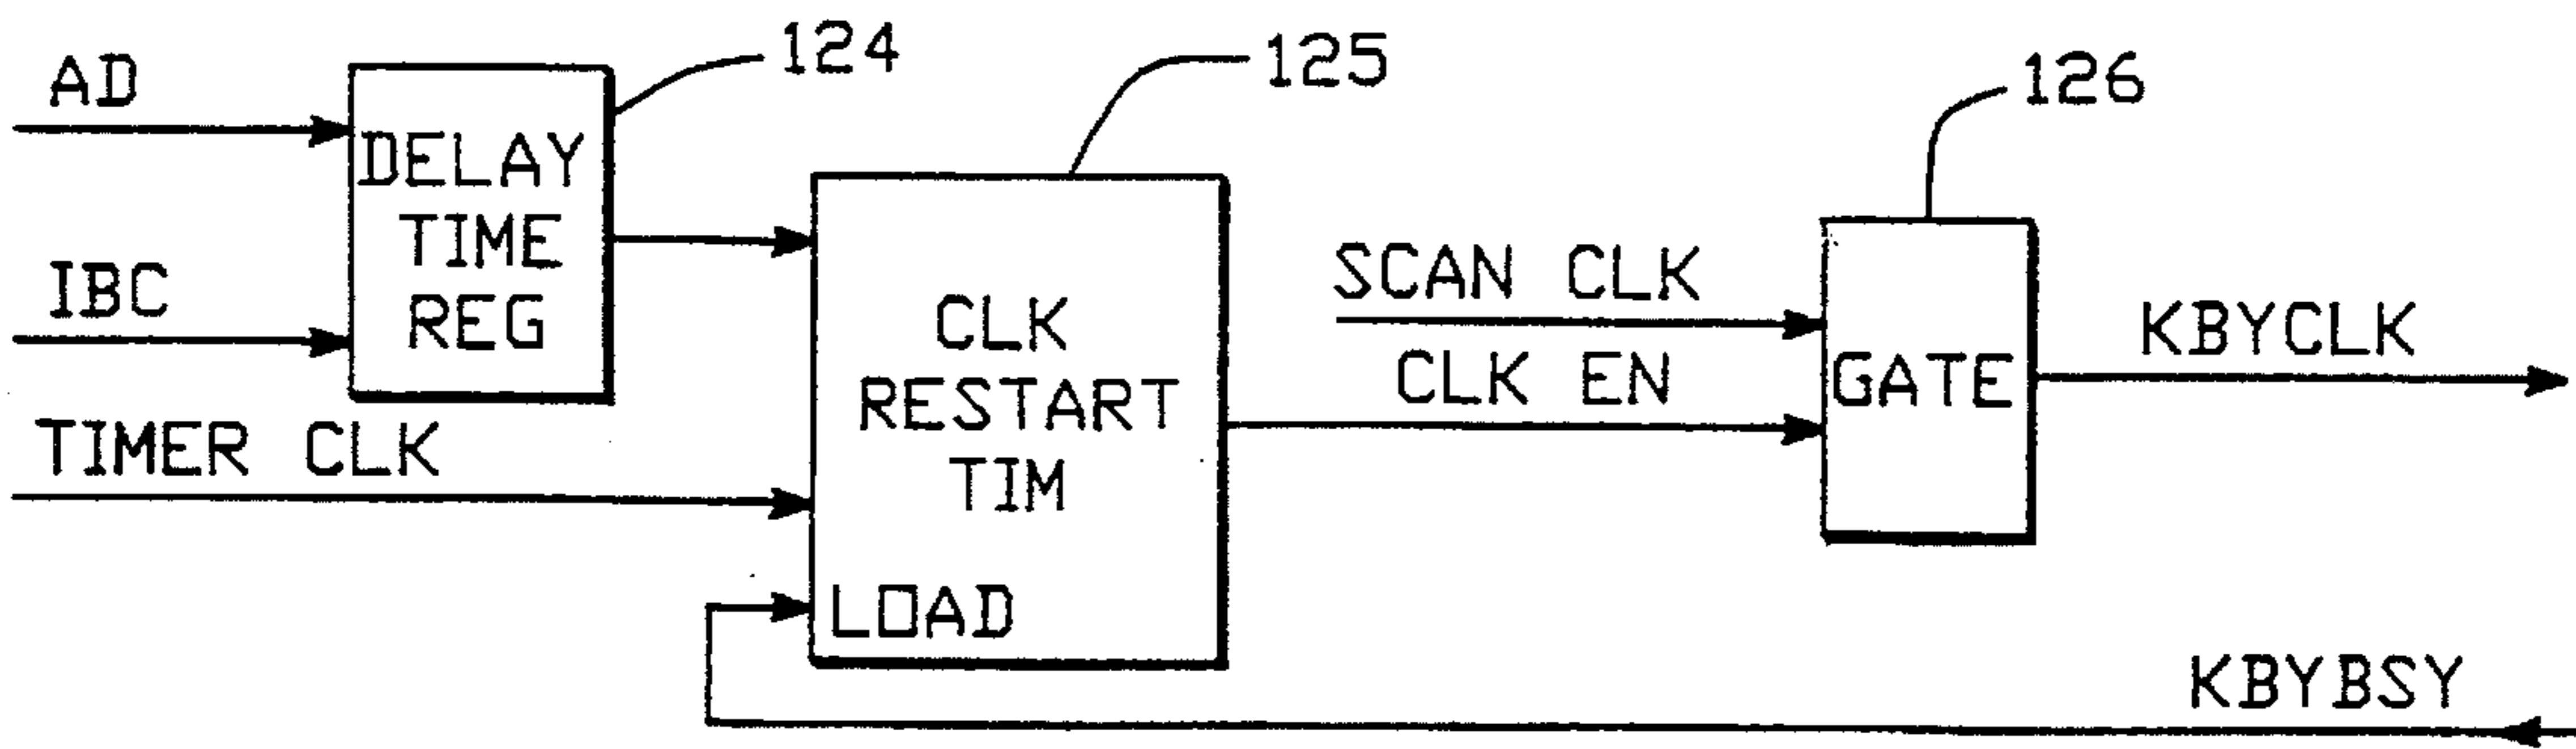 124
125
126
AD
DELAY
TIME
REG
IBC
TIMER CLK
CLK
RESTART
TIM
LOAD
SCAN CLK
CLK EN
GATE
KBYCLK
KBYBSY